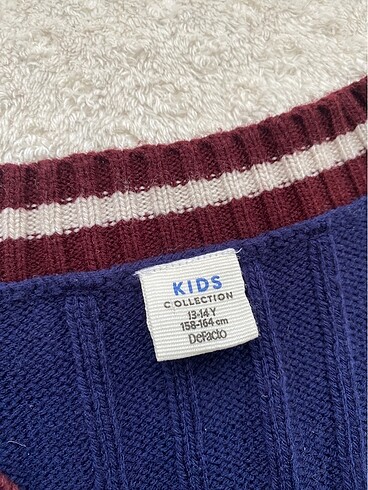 KIDS
COLLECTION
13-14 Y
158-164 cm
DeFacto